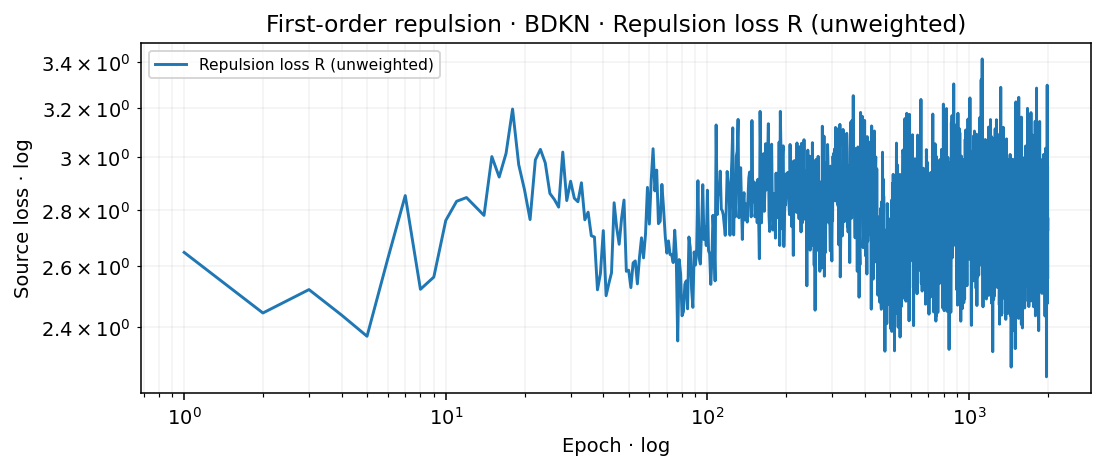 First-order repulsion · BDKN · Repulsion loss R (unweighted)
Repulsion loss R (unweighted)
Source loss · log
3.4 × 10⁰
3.2 × 10⁰
3 × 10⁰
2.8 × 10⁰
2.6 × 10⁰
2.4 × 10⁰
10⁰ 10¹ 10² 10³
Epoch · log